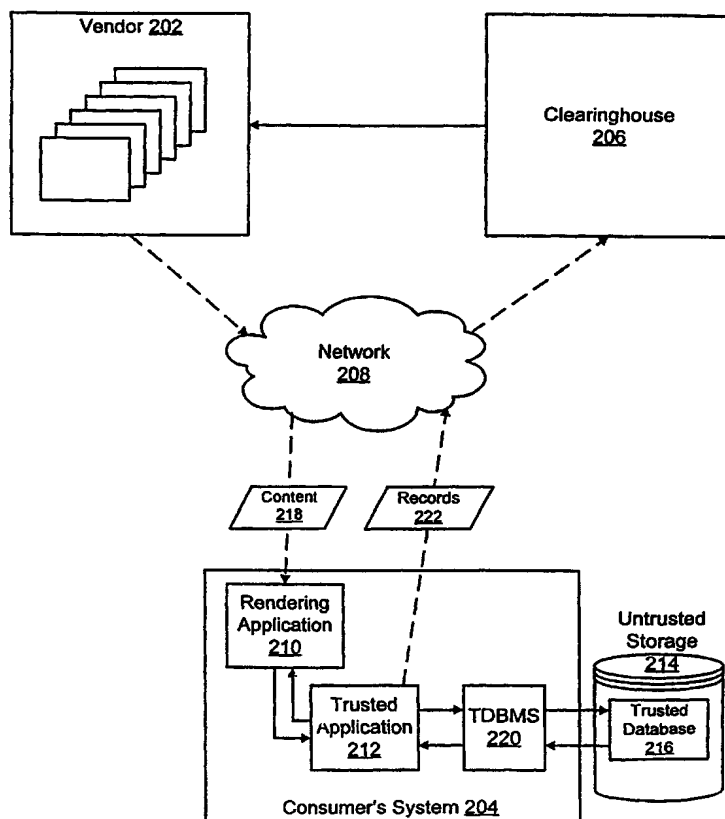 Vendor 202
Clearinghouse
206
Network
208
Content
218
Records
222
Rendering
Application
210
Untrusted
Storage
214
Trusted
Application
212
TDBMS
220
Trusted
Database
216
Consumer's System 204